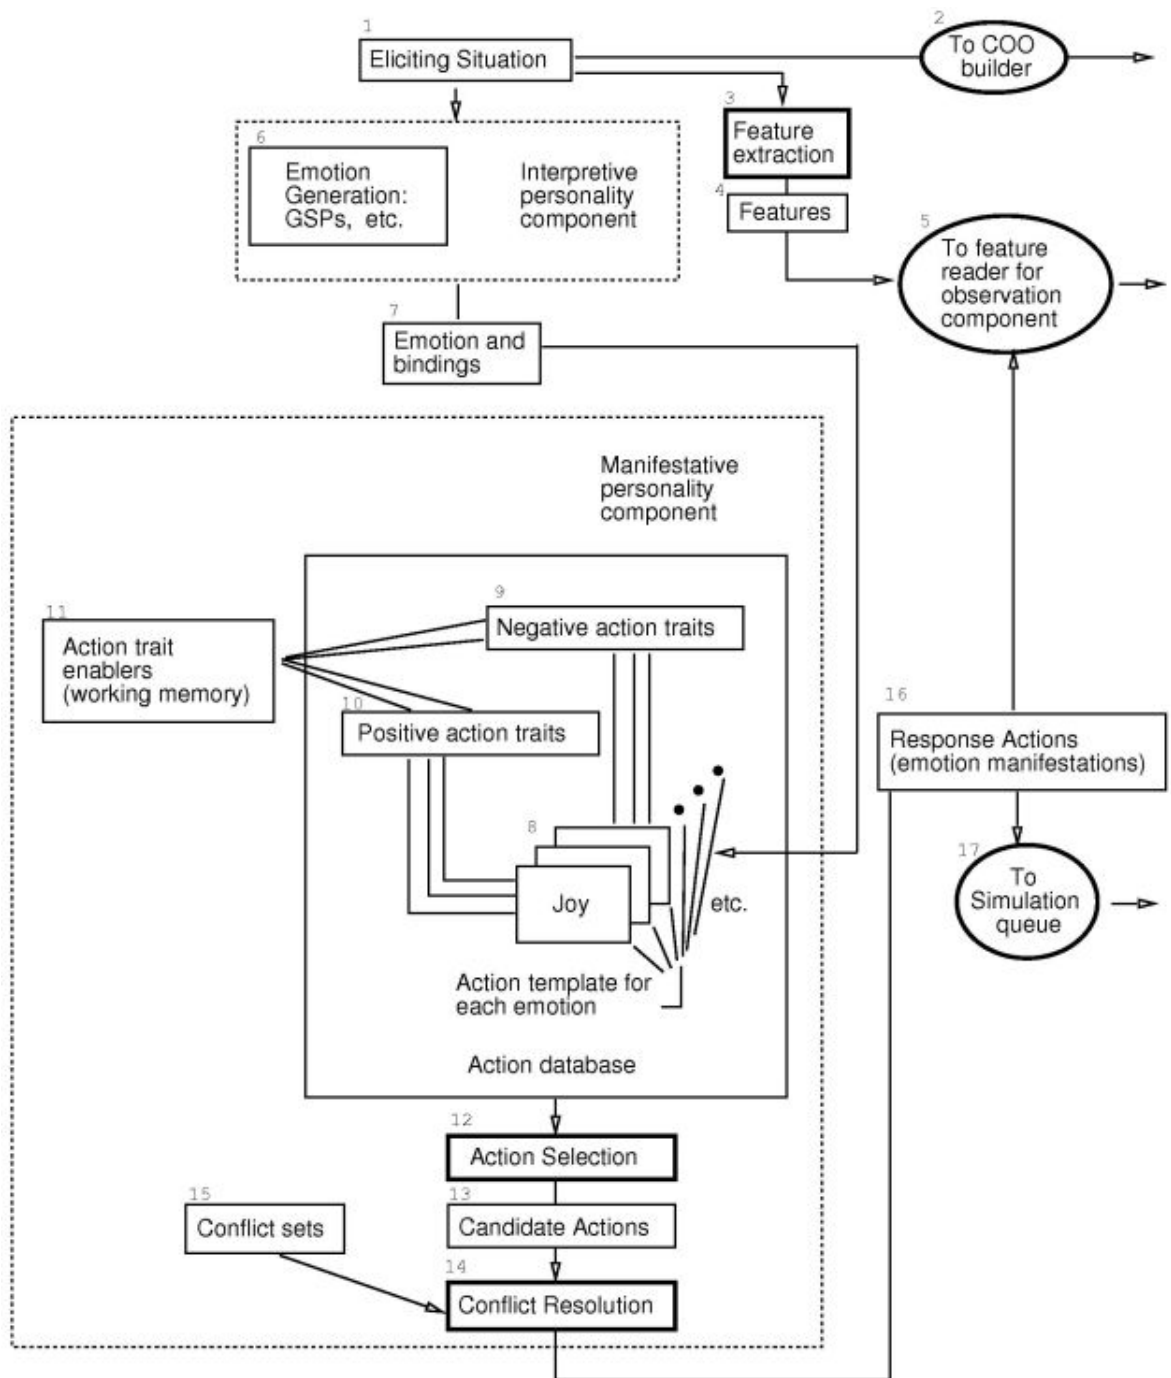 1
Eliciting Situation
2
To COO
builder
3
Feature
extraction
4
Features
5
To feature
reader for
observation
component
6
Emotion
Generation:
GSPs, etc.
Interpretive
personality
component
7
Emotion and
bindings
Manifestative
personality
component
9
Negative action traits
11
Action trait
enablers
(working memory)
10
Positive action traits
16
Response Actions
(emotion manifestations)
8
Joy
etc.
17
To
Simulation
queue
Action template for
each emotion
Action database
12
Action Selection
13
Candidate Actions
15
Conflict sets
14
Conflict Resolution